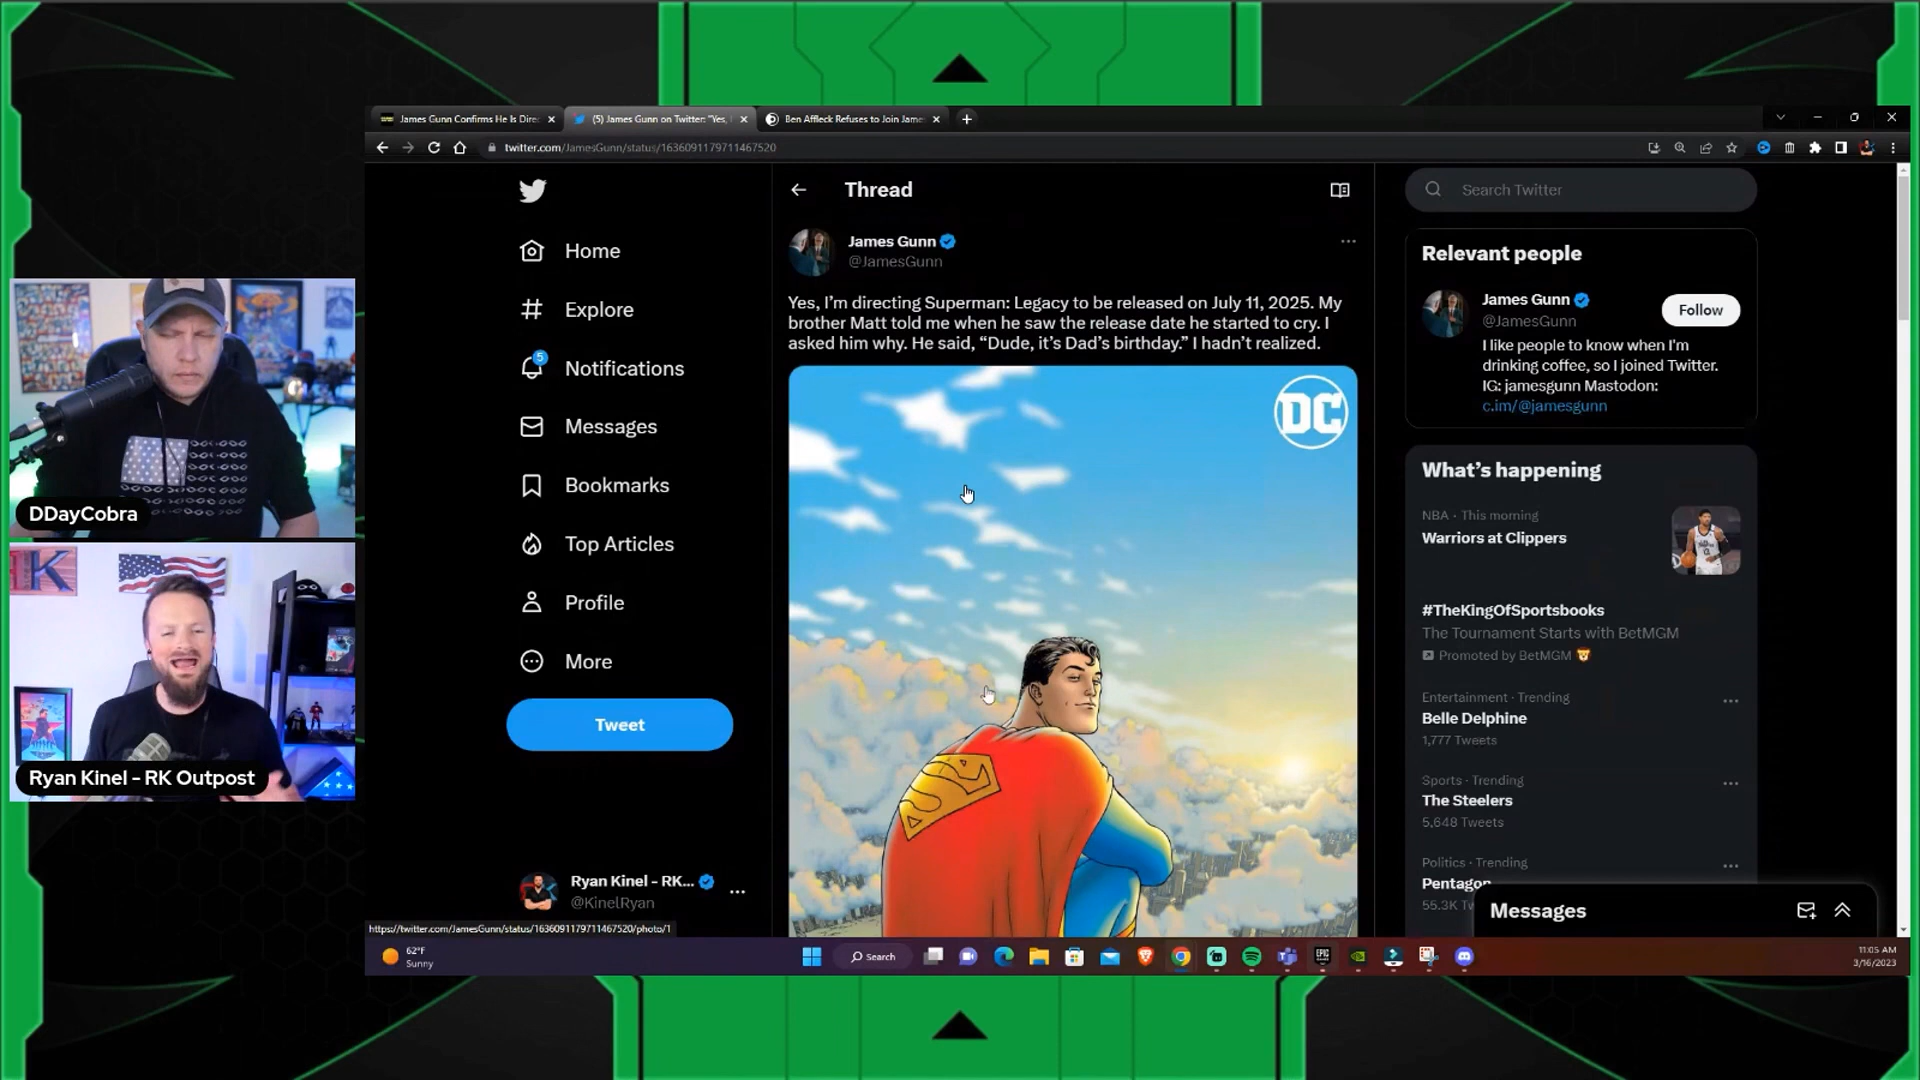 James Gunn Confirms He Is Direc
(5) James Gunn on Twitter: "Yes, I
Ben Affleck Refuses to Join Jame
twitter.com/JamesGunn/status/1636091179711467520
Home
Explore
5
Notifications
Messages
Bookmarks
Top Articles
Profile
More
Tweet
Ryan Kinel - RK...
@KinelRyan
https://twitter.com/JamesGunn/status/1636091179711467520/photo/1
Thread
James Gunn
@JamesGunn
Yes, I'm directing Superman: Legacy to be released on July 11, 2025. My
brother Matt told me when he saw the release date he started to cry. I
asked him why. He said, “Dude, it's Dad's birthday.” I hadn't realized.
DC
S
Search Twitter
Relevant people
James Gunn
@JamesGunn
Follow
I like people to know when I'm
drinking coffee, so I joined Twitter.
IG: jamesgunn Mastodon:
c.im/@jamesgunn
What's happening
NBA · This morning
Warriors at Clippers
#TheKingOfSportsbooks
The Tournament Starts with BetMGM
Promoted by BetMGM
Entertainment · Trending
Belle Delphine
1,777 Tweets
Sports · Trending
The Steelers
5,648 Tweets
Politics · Trending
Pentagon
55.3K Tw
Messages
DDayCobra
K
Ryan Kinel - RK Outpost
62°F
Sunny
Search
EPIC
11:05 AM
3/16/2023